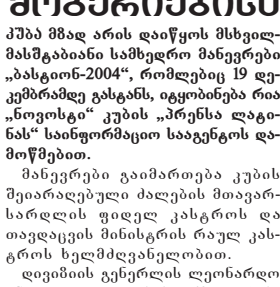 კუბა მზად არის დაიწყოს მსხვილ-
მასშტაბიანი სამხედრო მანევრები
„ბასტიონ-2004“, რომლებიც 19 დე-
კემბრამდე გასტანს, იტყობინება რია
„ნოვოსტი“ კუბის „პრენსა ლატი-
ნას“ საინფორმაციო სააგენტოს და-
მოწმებით.
მანევრები გაიმართება კუბის
შეიარაღებული ძალების მთავარ-
სარდლის ფიდელ კასტროს და
თავდაცვის მინისტრის რაულ კას-
ტროს ხელმძღვანელობით.
დივიზიის გენერლის ლეონარდო